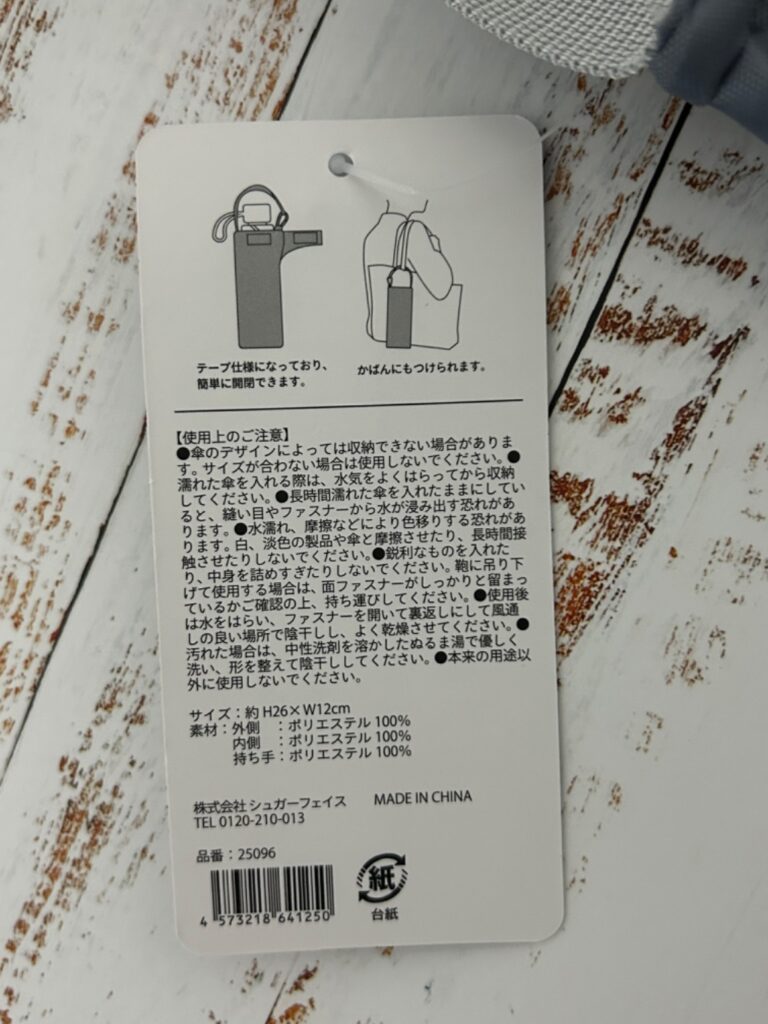 テープ仕様になっており、
簡単に開閉できます。
かばんにもつけられます。
【使用上のご注意】
●傘のデザインによっては収納できない場合がありま
す。サイズが合わない場合は使用しないでください。●
濡れた傘を入れる際は、水気をよくはらってから収納
してください。●長時間濡れた傘を入れたままにしてい
ると、縫い目やファスナーから水が浸み出す恐れがあ
ります。●水濡れ、摩擦などにより色移りする恐れがあ
ります。白、淡色の製品や傘と摩擦させたり、長時間接
触させたりしないでください。●鋭利なものを入れた
り、中身を詰めすぎたりしないでください。鞄に吊り下
げて使用する場合は、面ファスナーがしっかりと留まっ
ているかご確認の上、持ち運びしてください。●使用後
は水をはらい、ファスナーを開いて裏返しにして風通
しの良い場所で陰干しし、よく乾燥させてください。●
汚れた場合は、中性洗剤を溶かしたぬるま湯で優しく
洗い、形を整えて陰干ししてください。●本来の用途以
外に使用しないでください。
サイズ：約 H26×W12cm
素材：外側　：ポリエステル 100%
内側　：ポリエステル 100%
持ち手：ポリエステル 100%
株式会社 シュガーフェイス　MADE IN CHINA
TEL 0120-210-013
品番：25096
4 573218 641250
紙
台紙